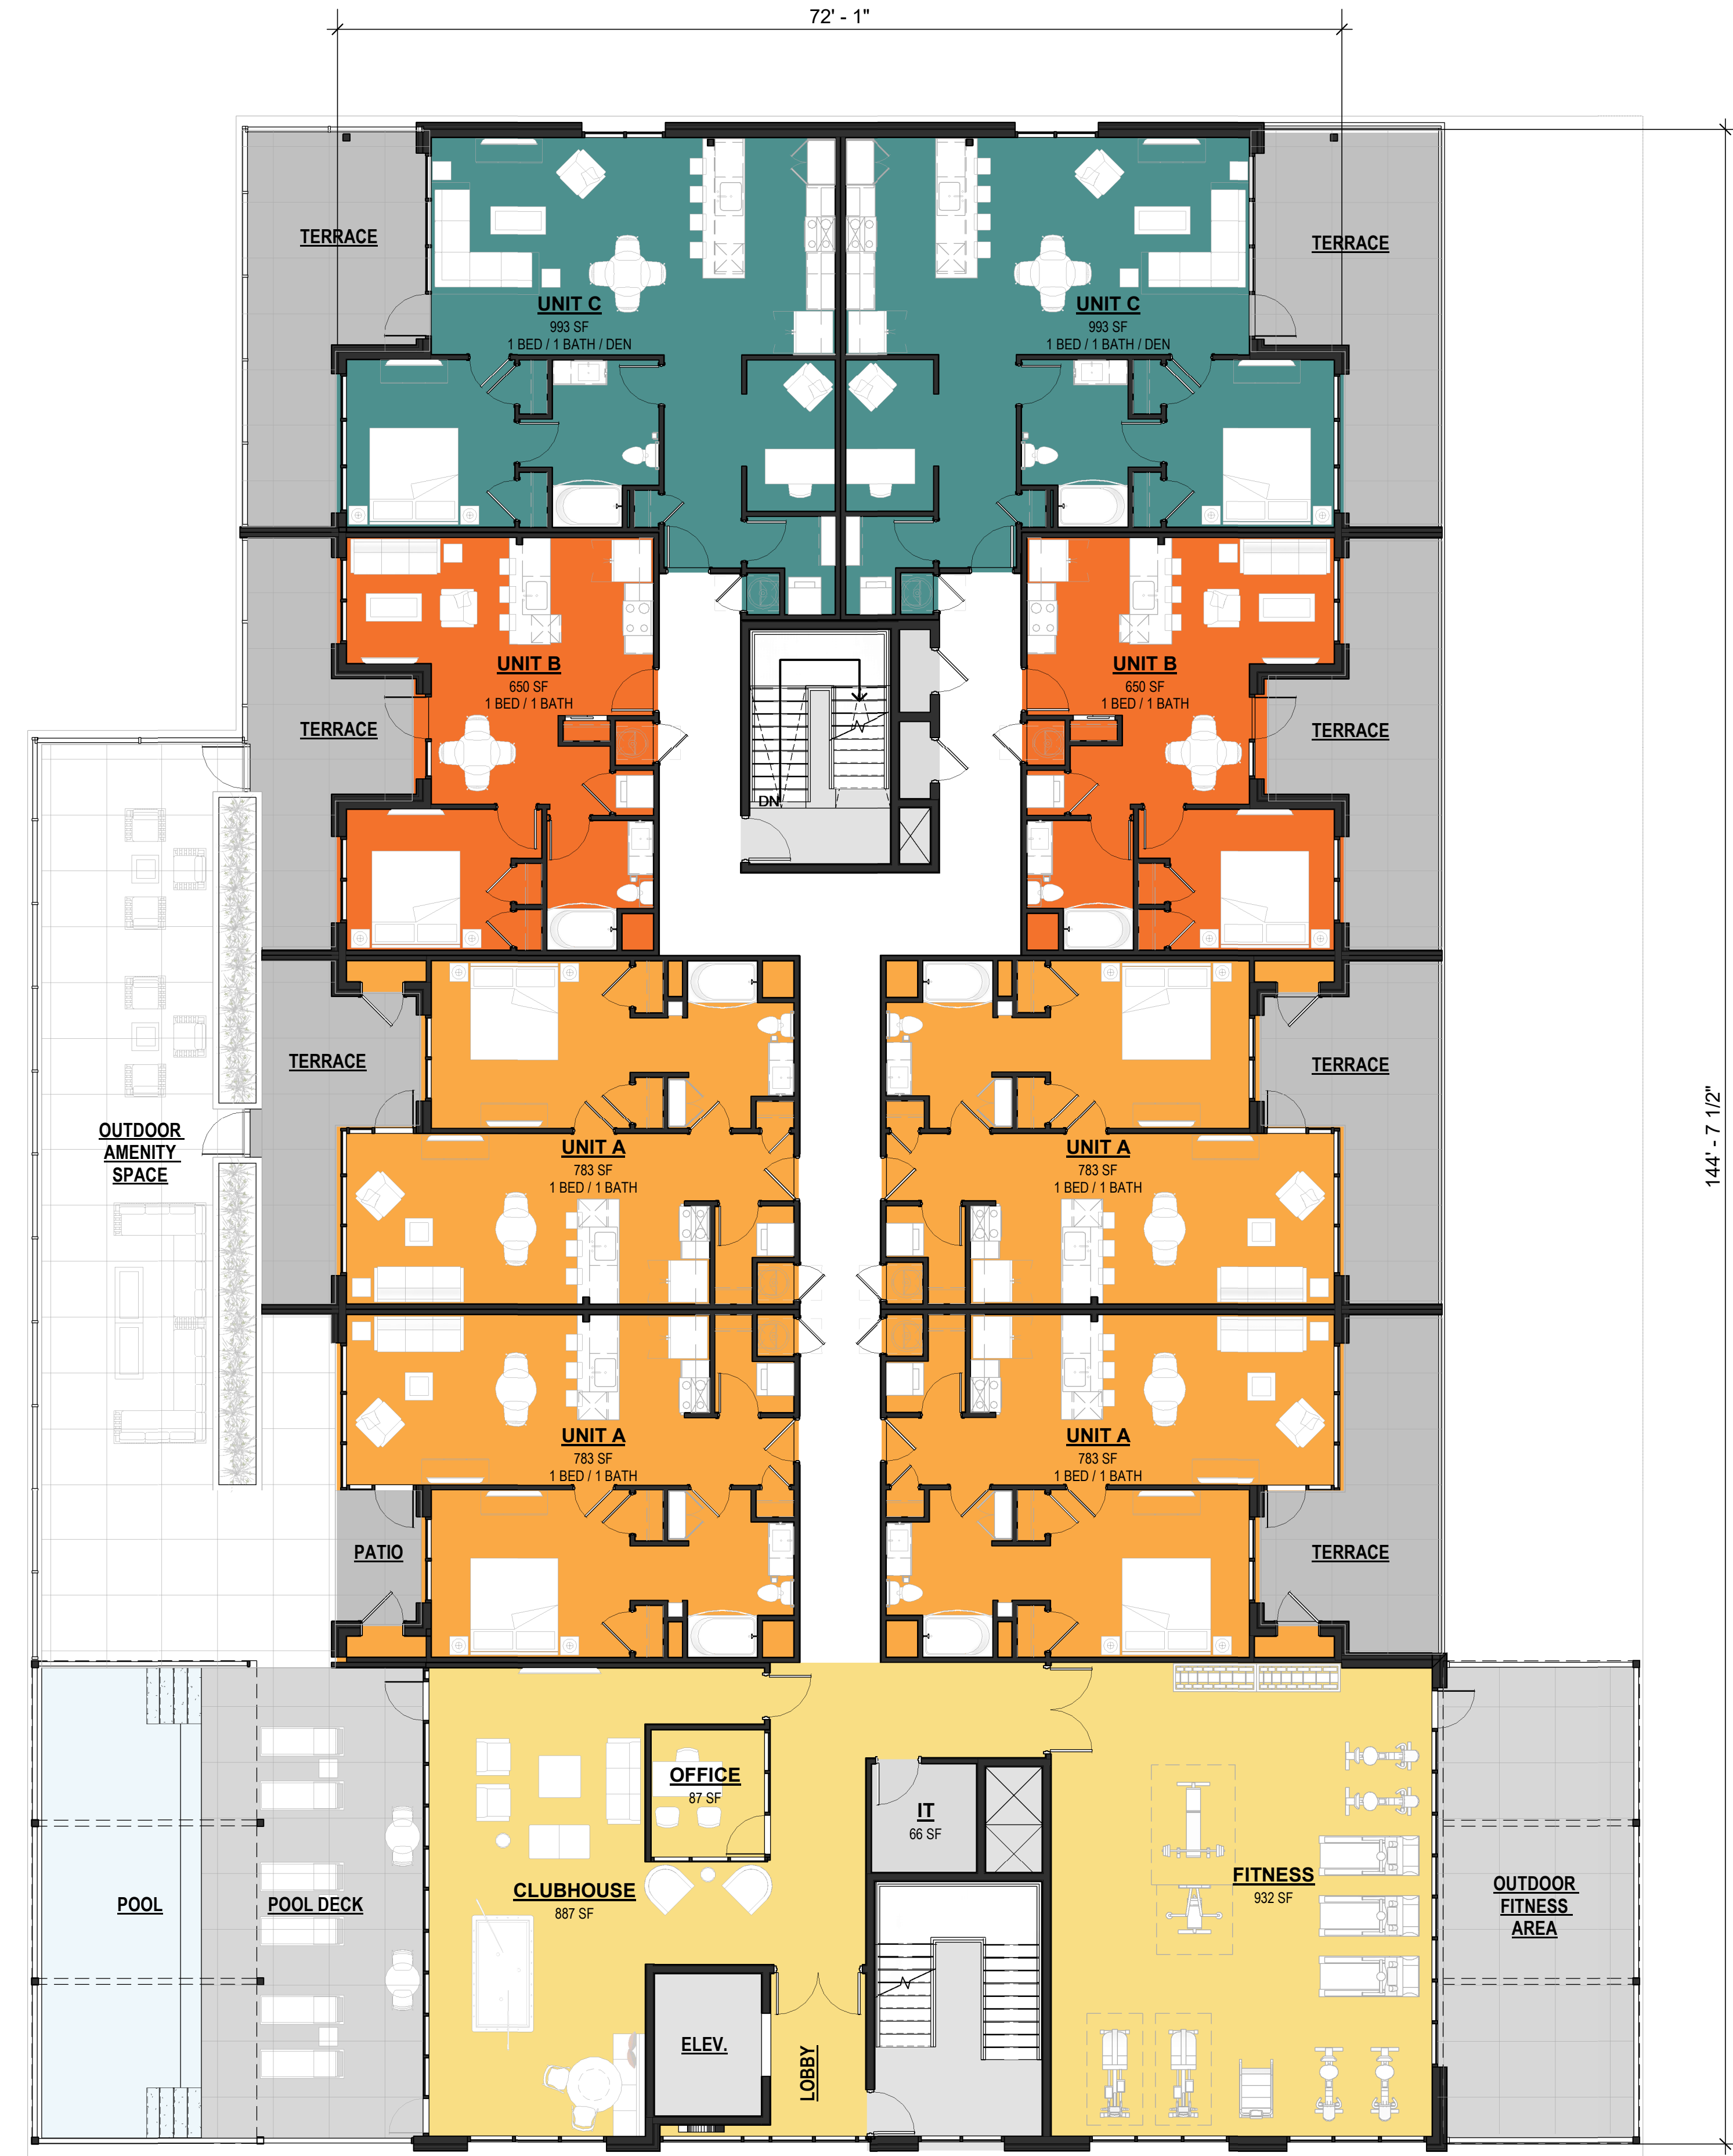 72' - 1"
TERRACE
TERRACE
UNIT C
993 SF
1 BED / 1 BATH / DEN
UNIT C
993 SF
1 BED / 1 BATH / DEN
UNIT B
650 SF
1 BED / 1 BATH
UNIT B
650 SF
1 BED / 1 BATH
TERRACE
TERRACE
DN
TERRACE
TERRACE
144' - 7 1/2"
OUTDOOR
AMENITY
SPACE
UNIT A
783 SF
1 BED / 1 BATH
UNIT A
783 SF
1 BED / 1 BATH
UNIT A
783 SF
1 BED / 1 BATH
UNIT A
783 SF
1 BED / 1 BATH
PATIO
TERRACE
OFFICE
87 SF
IT
66 SF
POOL
POOL DECK
CLUBHOUSE
887 SF
FITNESS
932 SF
OUTDOOR
FITNESS
AREA
ELEV.
LOBBY